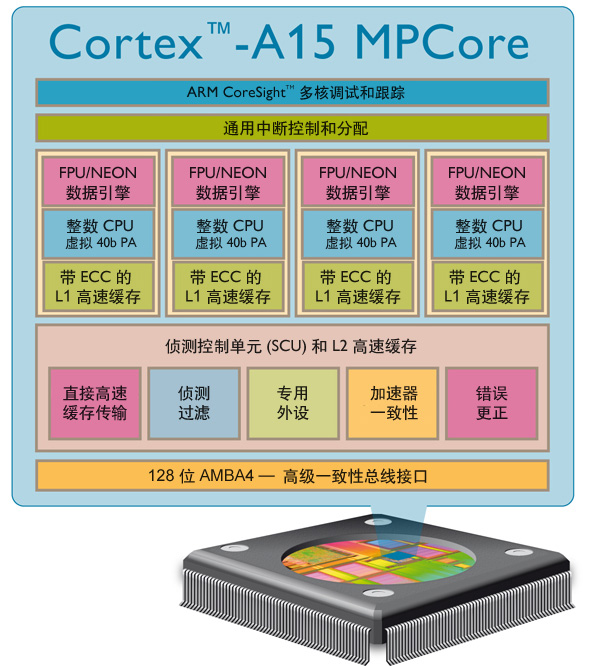 Cortex™-A15 MPCore
ARM CoreSight™ 多核调试和跟踪
通用中断控制和分配
FPU/NEON
数据引擎
整数 CPU
虚拟 40b PA
带 ECC 的
L1 高速缓存
FPU/NEON
数据引擎
整数 CPU
虚拟 40b PA
带 ECC 的
L1 高速缓存
FPU/NEON
数据引擎
整数 CPU
虚拟 40b PA
带 ECC 的
L1 高速缓存
FPU/NEON
数据引擎
整数 CPU
虚拟 40b PA
带 ECC 的
L1 高速缓存
侦测控制单元 (SCU) 和 L2 高速缓存
直接高速
缓存传输
侦测
过滤
专用
外设
加速器
一致性
错误
更正
128 位 AMBA4 — 高级一致性总线接口